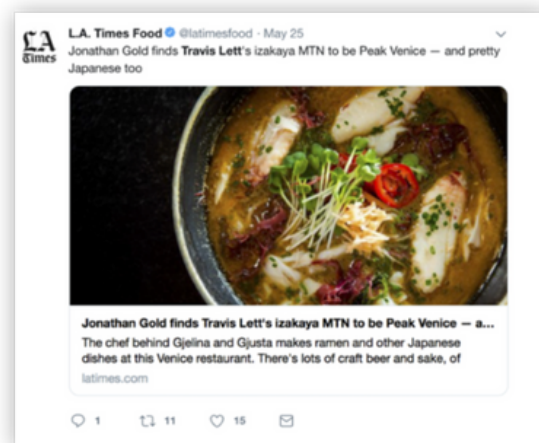 L.A. Times Food @latimesfood · May 25
LA
Times
Jonathan Gold finds Travis Lett's izakaya MTN to be Peak Venice — and pretty
Japanese too
Jonathan Gold finds Travis Lett's izakaya MTN to be Peak Venice — a...
The chef behind Gjelina and Gjusta makes ramen and other Japanese
dishes at this Venice restaurant. There's lots of craft beer and sake, of
latimes.com
1 11 15